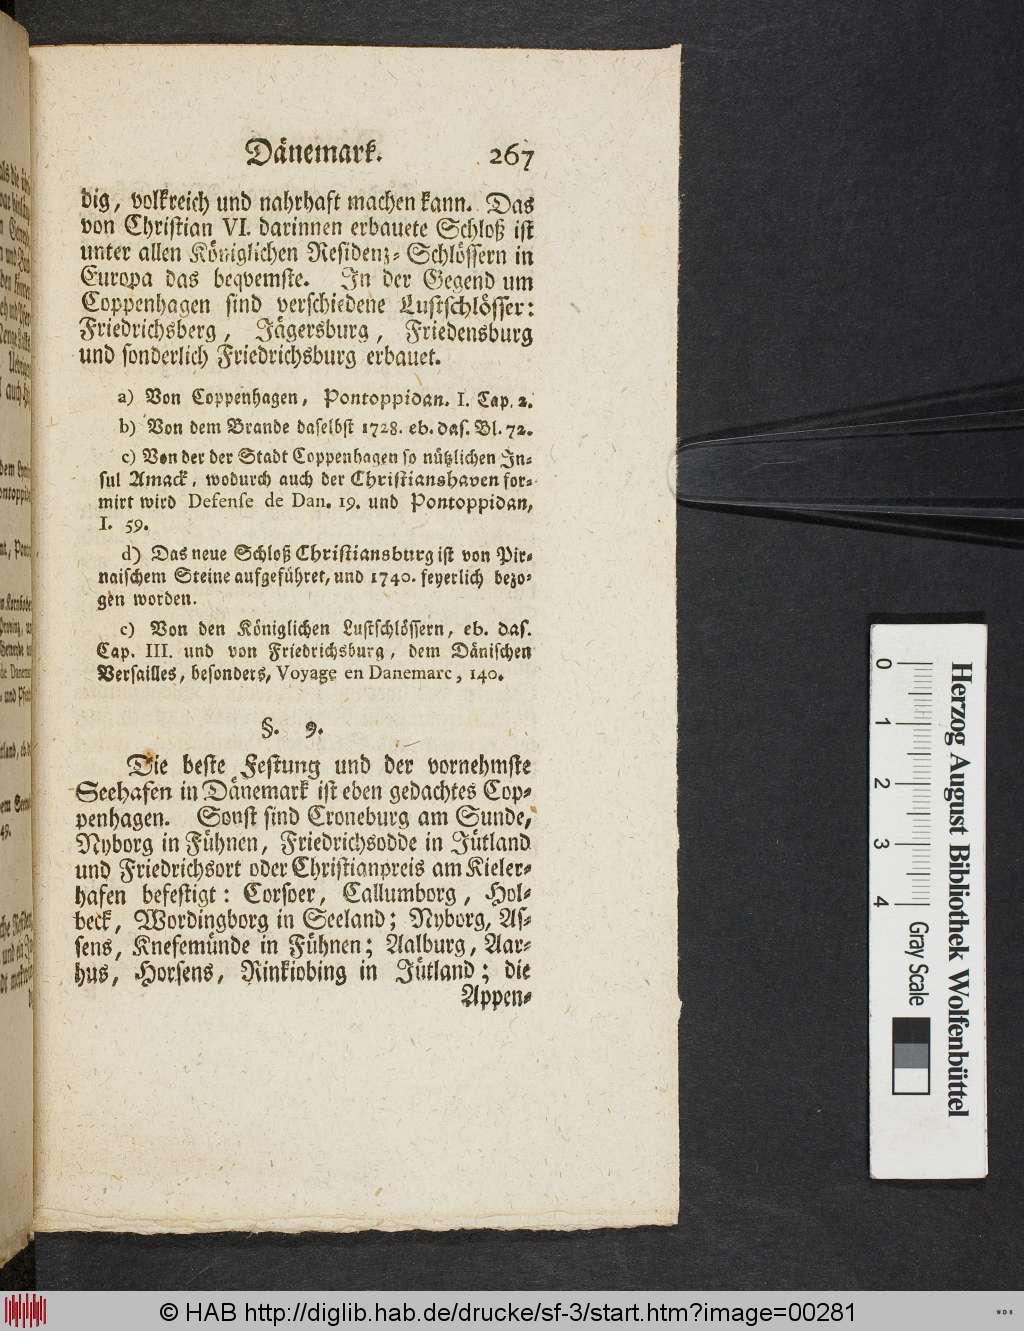 Dänemark. 267
dig, volkreich und nahrhaft machen kann. Das
von Christian VI. darinnen erbauete Schloß ist
unter allen Königlichen Residenz-Schlössern in
Europa das beqvemste. In der Gegend um
Coppenhagen sind verschiedene Lustschlösser:
Friedrichsberg, Jägersburg, Friedensburg
und sonderlich Friedrichsburg erbauet.
a) Von Coppenhagen, Pontoppidan. I. Cap. 2.
b) Von dem Brande daselbst 1728. eb. das. Bl. 72.
c) Von der der Stadt Coppenhagen so nützlichen In-
sul Amack, wodurch auch der Christianshaven for-
mirt wird Defense de Dan. 19. und Pontoppidan,
I. 59.
d) Das neue Schloß Christiansburg ist von Pir-
naischem Steine aufgeführet, und 1740. feyerlich bezo-
gen worden.
c) Von den Königlichen Lustschlössern, eb. das.
Cap. III. und von Friedrichsburg, dem Dänischen
Versailles, besonders, Voyage en Danemarc, 140.
§. 9.
Die beste Festung und der vornehmste
Seehafen in Dänemark ist eben gedachtes Cop-
penhagen. Sonst sind Croneburg am Sunde,
Nyborg in Fühnen, Friedrichsodde in Jütland
und Friedrichsort oder Christianpreis am Kieler-
hafen befestigt: Corsoer, Callumborg, Hol-
beck, Wordingborg in Seeland; Nyborg, As-
sens, Knefemünde in Fühnen; Aalburg, Aar-
hus, Horsens, Rinkiobing in Jütland; die
Appen-
0 1 2 3 4
Herzog August Bibliothek Wolfenbüttel
Gray Scale
© HAB http://diglib.hab.de/drucke/sf-3/start.htm?image=00281